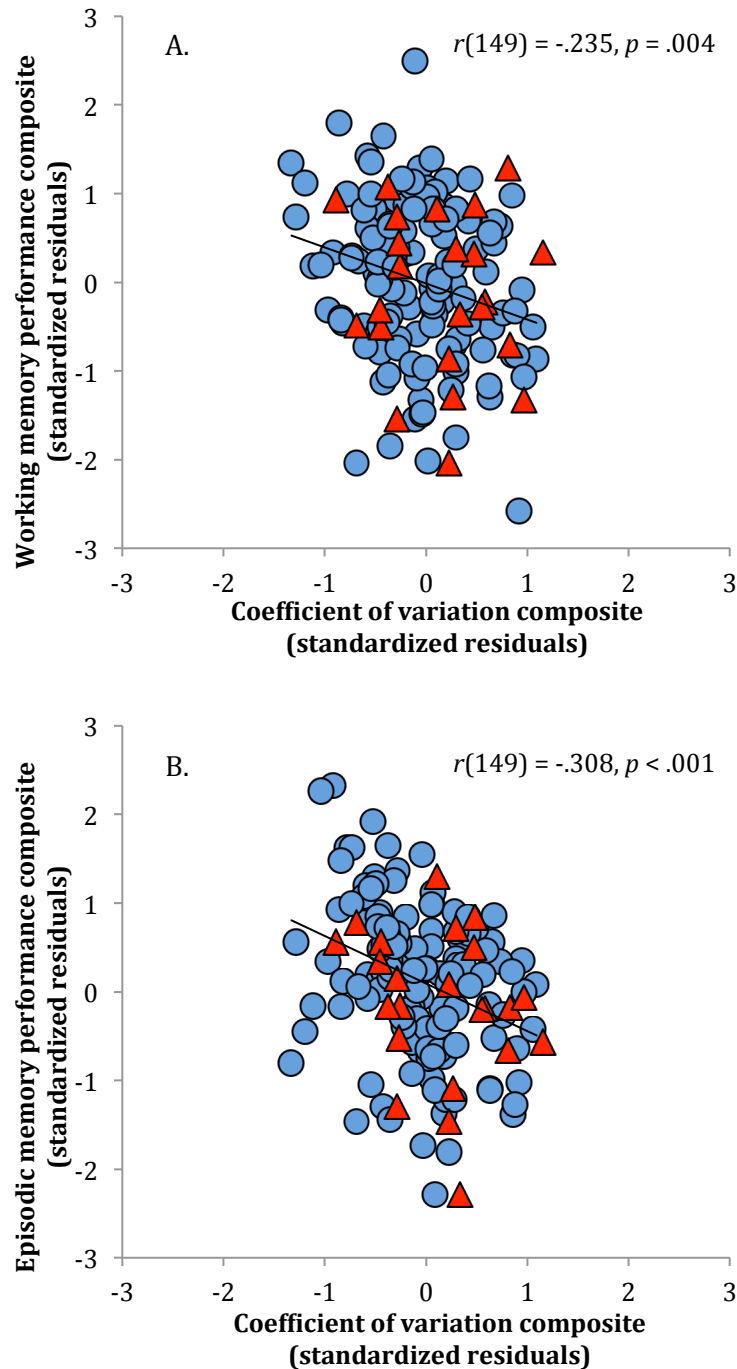 A.
r(149) = -.235, p = .004
3
2
1
0
-1
-2
-3
-3 -2 -1 0 1 2 3
Working memory performance composite
(standardized residuals)
Coefficient of variation composite
(standardized residuals)
B.
r(149) = -.308, p < .001
3
2
1
0
-1
-2
-3
-3 -2 -1 0 1 2 3
Episodic memory performance composite
(standardized residuals)
Coefficient of variation composite
(standardized residuals)